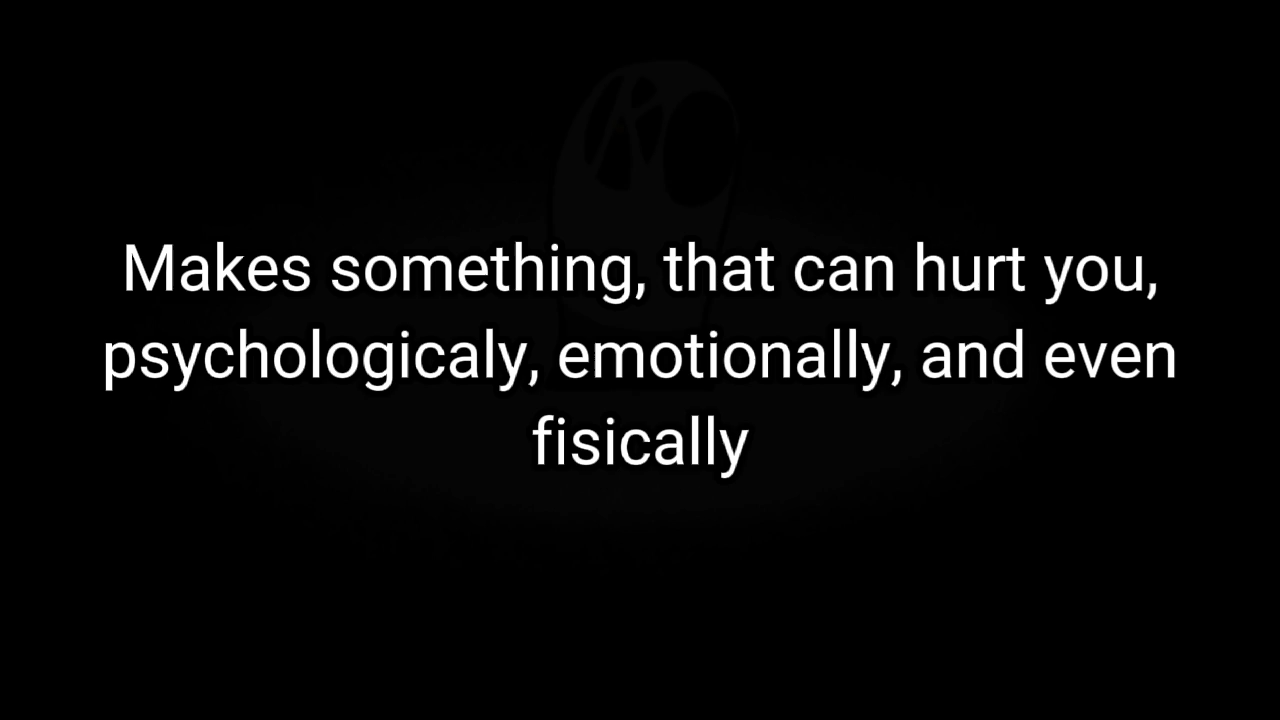 Makes something, that can hurt you,
psychologicaly, emotionally, and even
fisically